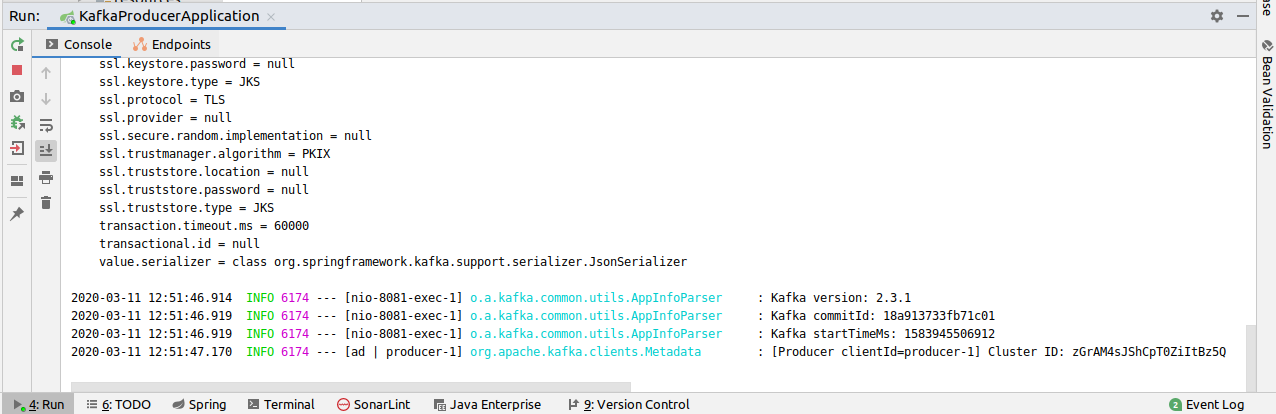 Run: KafkaProducerApplication
Console Endpoints
ssl.keystore.password = null
ssl.keystore.type = JKS
ssl.protocol = TLS
ssl.provider = null
ssl.secure.random.implementation = null
ssl.trustmanager.algorithm = PKIX
ssl.truststore.location = null
ssl.truststore.password = null
ssl.truststore.type = JKS
transaction.timeout.ms = 60000
transactional.id = null
value.serializer = class org.springframework.kafka.support.serializer.JsonSerializer
2020-03-11 12:51:46.914 INFO 6174 --- [nio-8081-exec-1] o.a.kafka.common.utils.AppInfoParser : Kafka version: 2.3.1
2020-03-11 12:51:46.919 INFO 6174 --- [nio-8081-exec-1] o.a.kafka.common.utils.AppInfoParser : Kafka commitId: 18a913733fb71c01
2020-03-11 12:51:46.919 INFO 6174 --- [nio-8081-exec-1] o.a.kafka.common.utils.AppInfoParser : Kafka startTimeMs: 1583945506912
2020-03-11 12:51:47.170 INFO 6174 --- [ad | producer-1] org.apache.kafka.clients.Metadata : [Producer clientId=producer-1] Cluster ID: zGrAM4sJShCpT0ZiItBz5Q
Bean Validation
4: Run 6: TODO Spring Terminal SonarLint Java Enterprise 9: Version Control 2 Event Log